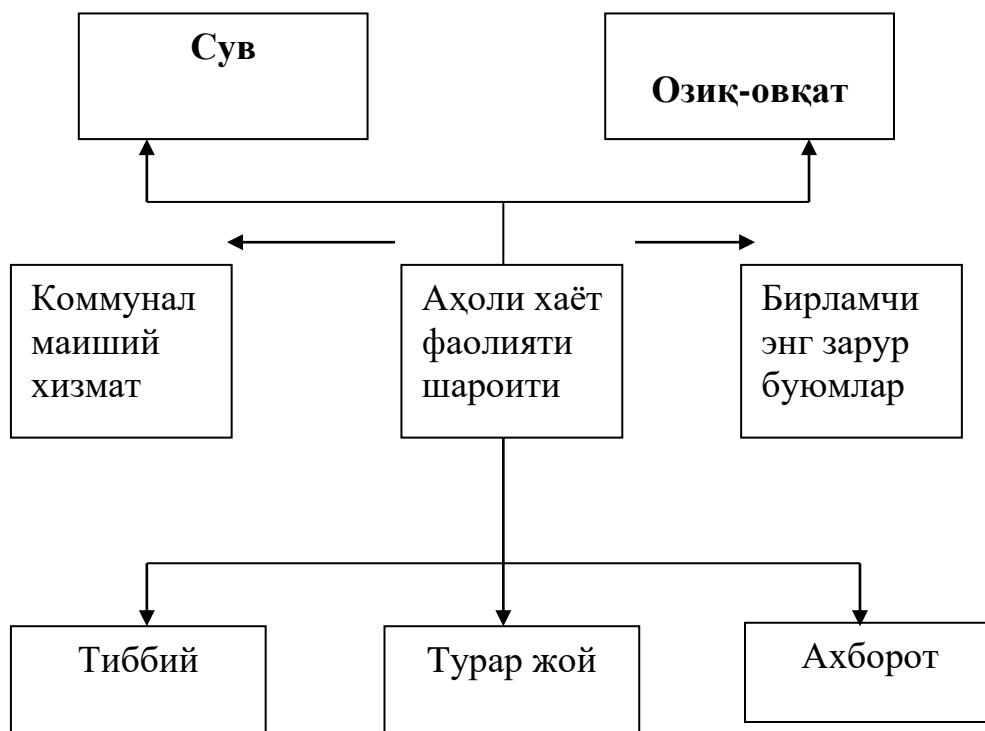 Сув
Озиқ-овқат
Коммунал
маиший
хизмат
Аҳоли хаёт
фаолияти
шароити
Бирламчи
энг зарур
буюмлар
Тиббий
Турар жой
Ахборот